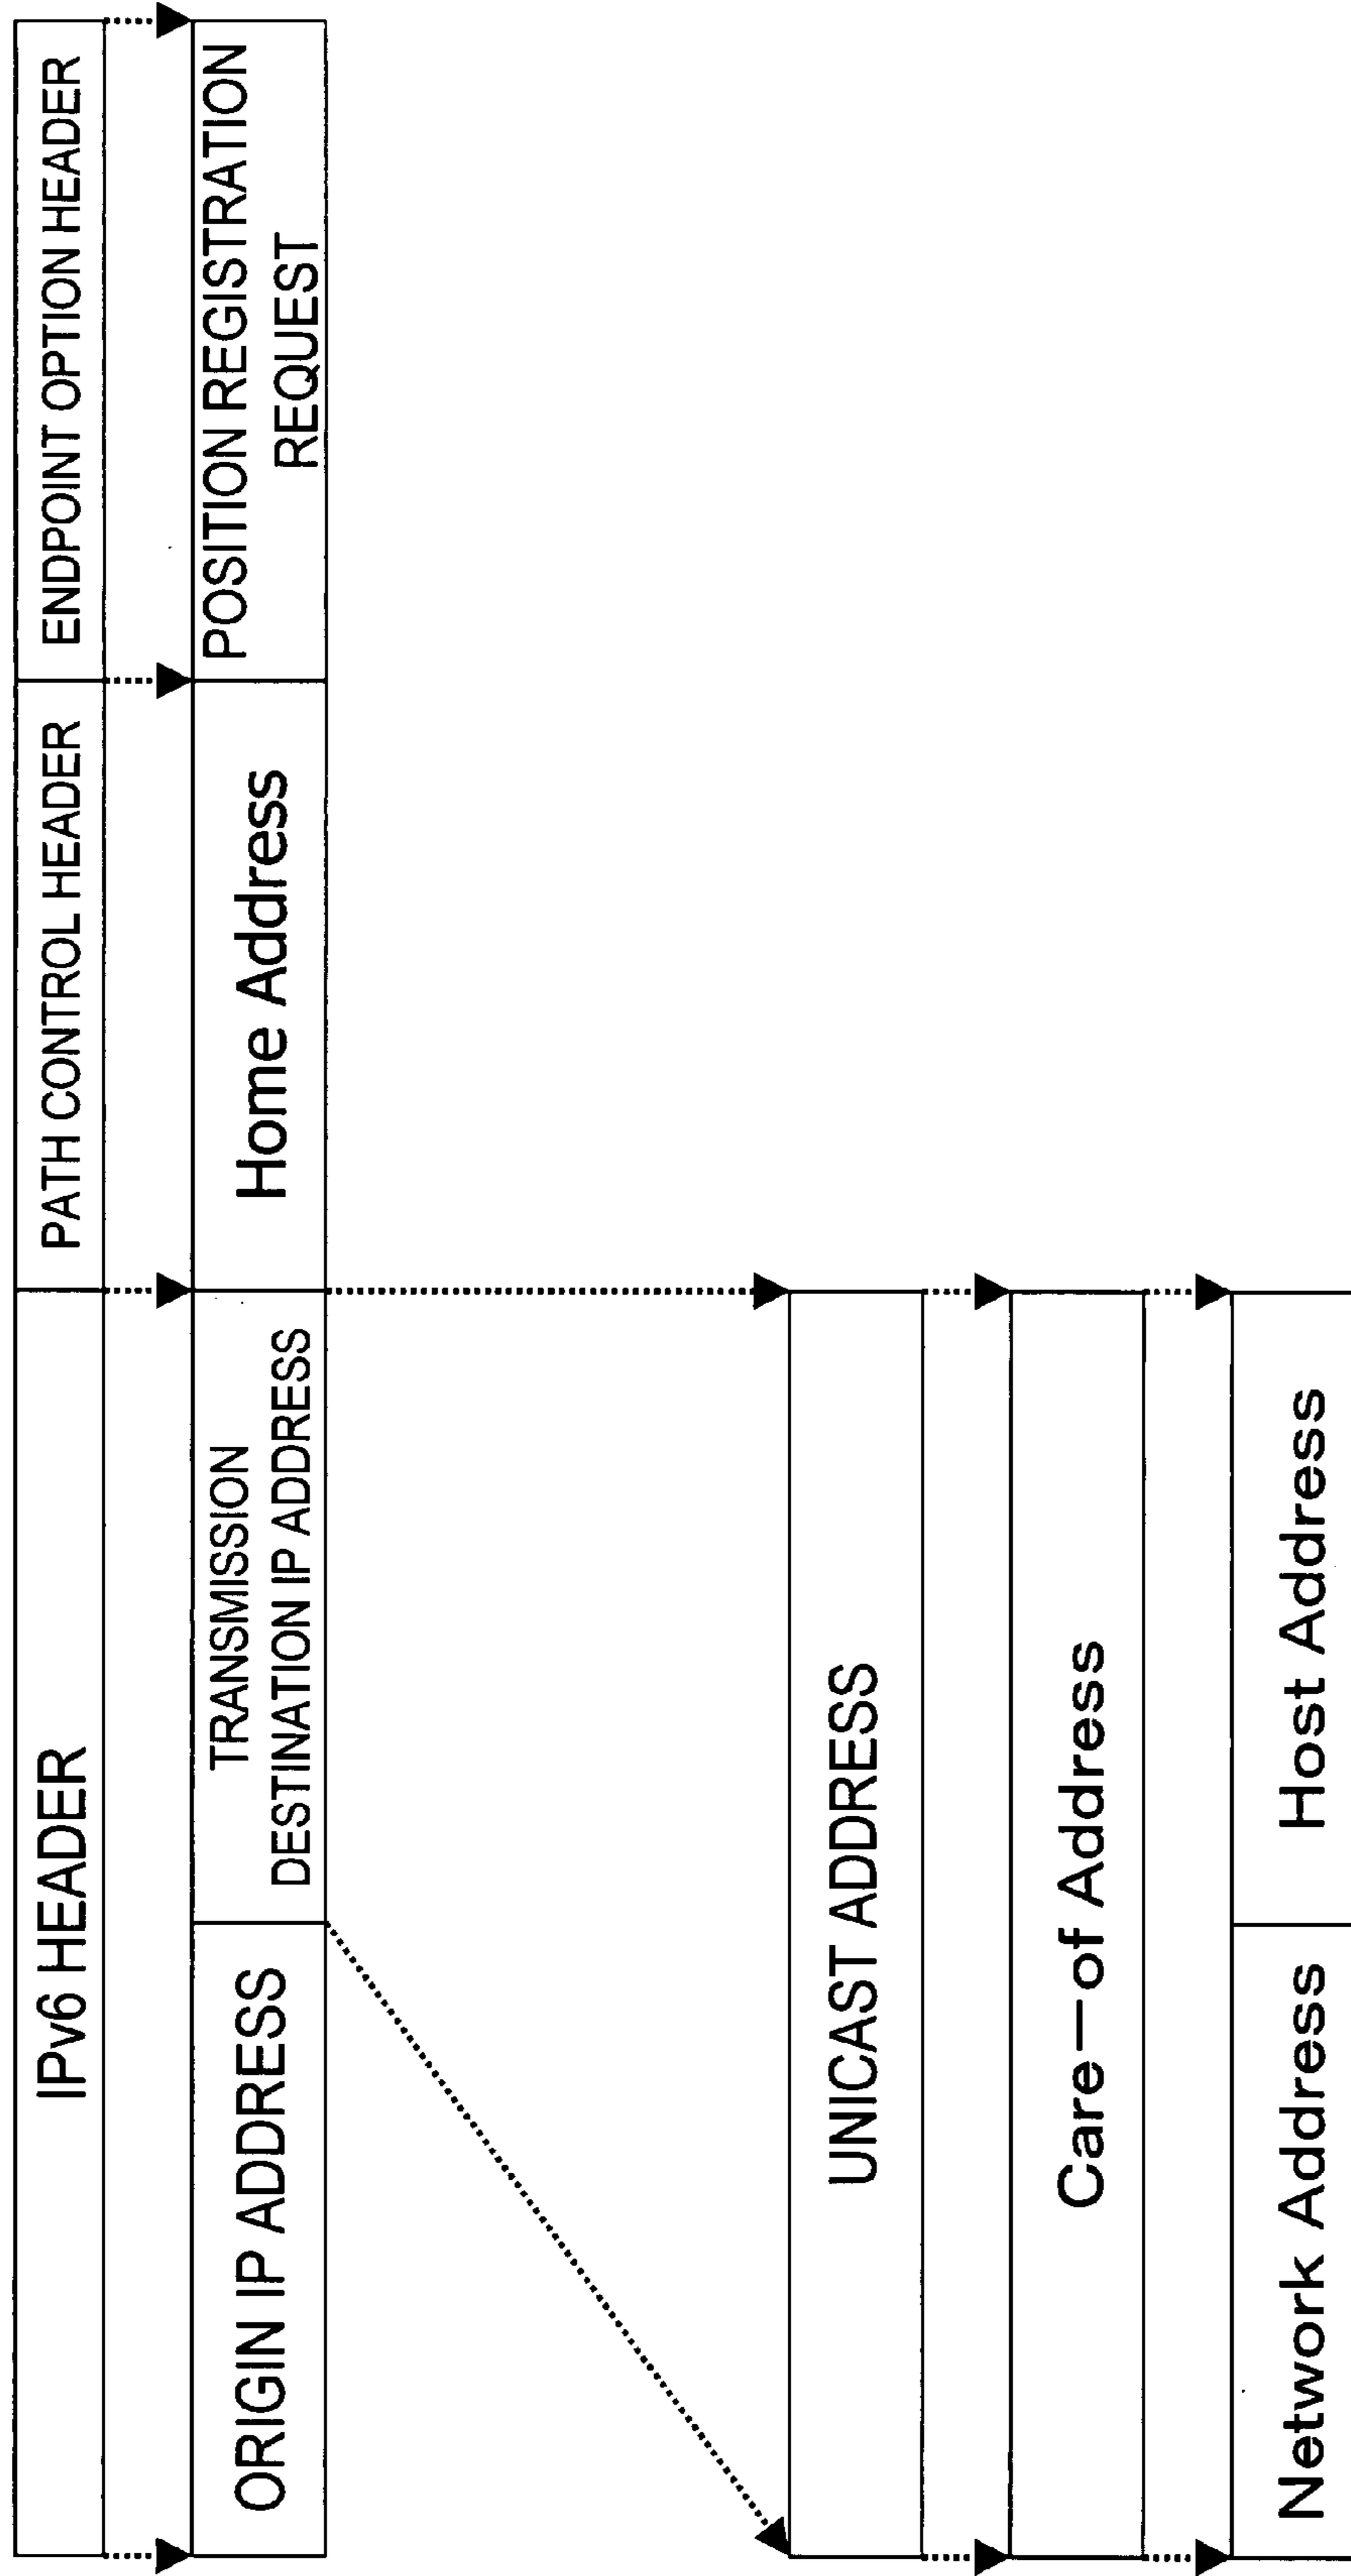 IPv6 HEADER
PATH CONTROL HEADER
ENDPOINT OPTION HEADER
ORIGIN IP ADDRESS
TRANSMISSION
DESTINATION IP ADDRESS
Home Address
POSITION REGISTRATION
REQUEST
UNICAST ADDRESS
Care-of Address
Network Address
Host Address